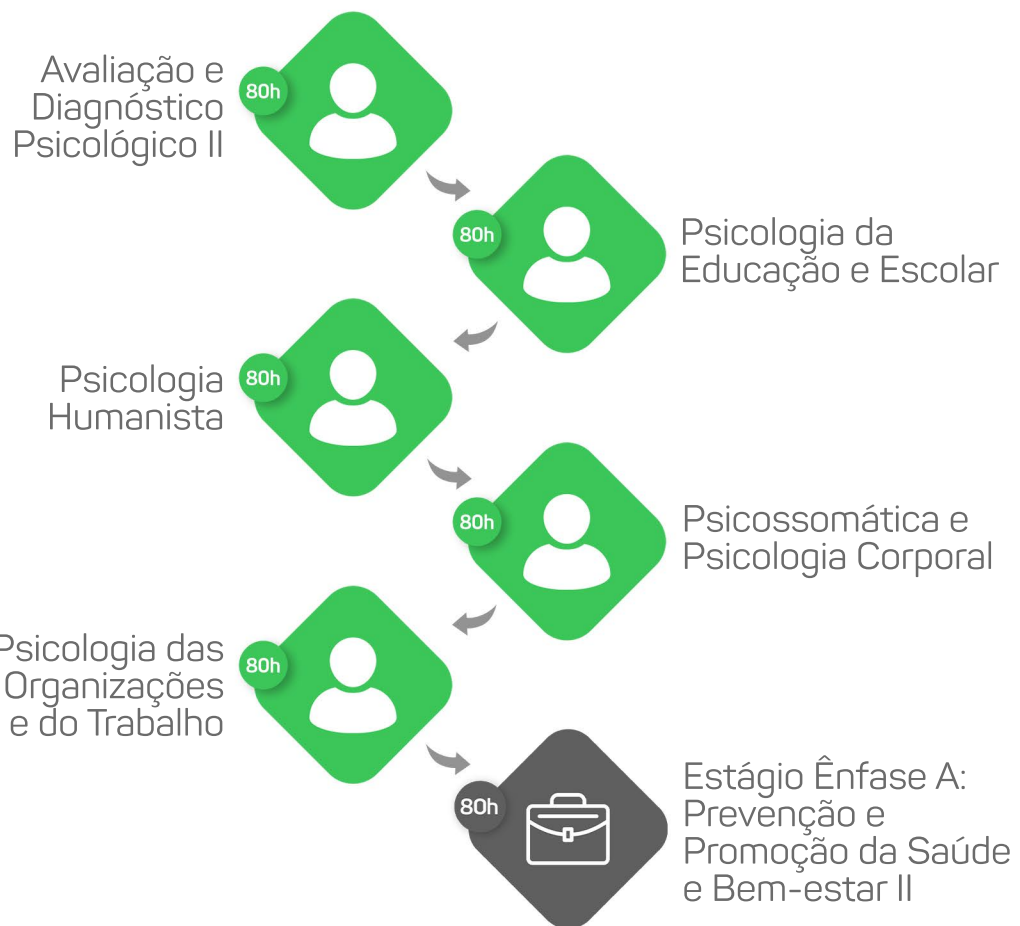 Avaliação e
Diagnóstico
Psicológico II
80h
80h
Psicologia da
Educação e Escolar
Psicologia
Humanista
80h
80h
Psicossomática e
Psicologia Corporal
Psicologia das
Organizações
e do Trabalho
80h
80h
Estágio Ênfase A:
Prevenção e
Promoção da Saúde
e Bem-estar II